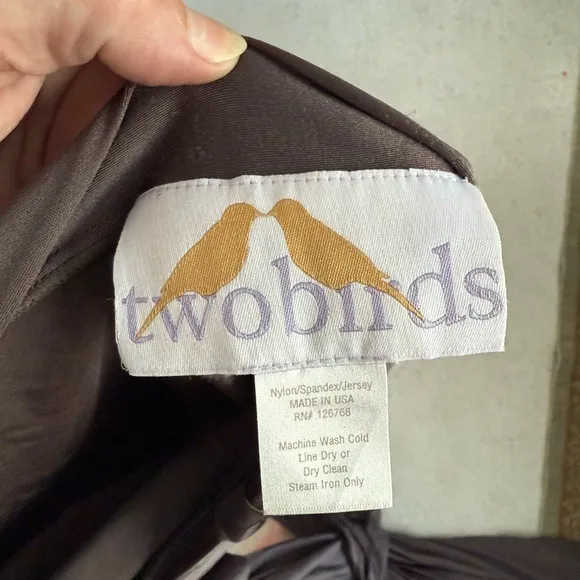 twobirds
Nylon/Spandex/Jersey
MADE IN USA
RN# 126766
Machine Wash Cold
Line Dry or
Dry Clean
Steam Iron Only